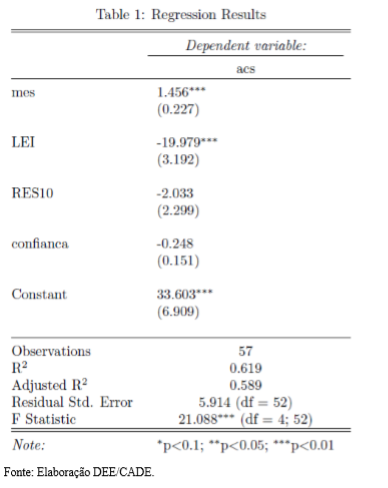 Table 1: Regression Results
Dependent variable:
acs
mes 1.456***
(0.227)
LEI -19.979***
(3.192)
RES10 -2.033
(2.299)
confianca -0.248
(0.151)
Constant 33.603***
(6.909)
Observations 57
R² 0.619
Adjusted R² 0.589
Residual Std. Error 5.914 (df = 52)
F Statistic 21.088*** (df = 4; 52)
Note: *p<0.1; **p<0.05; ***p<0.01
Fonte: Elaboração DEE/CADE.